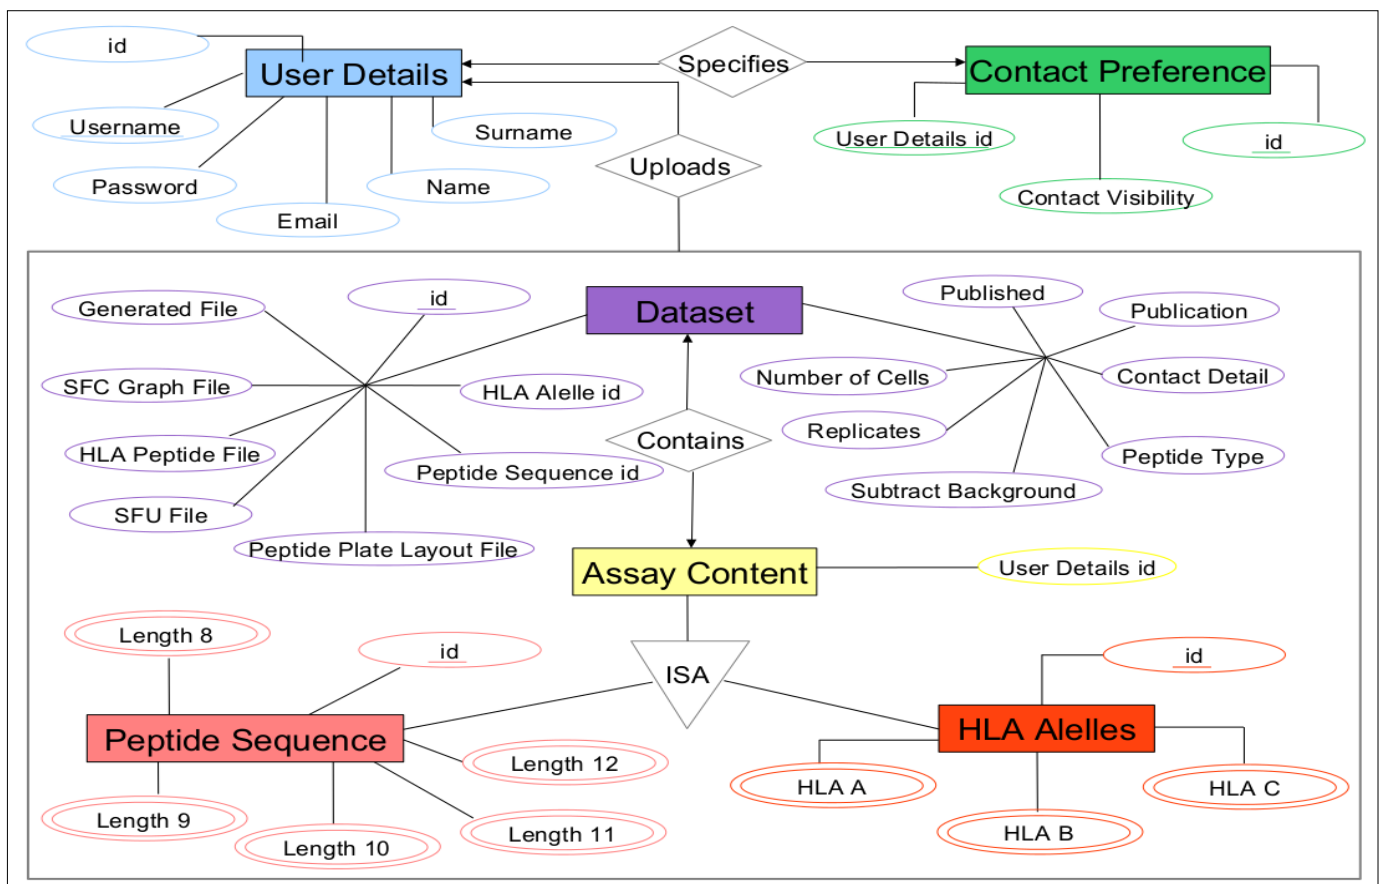 id
User Details
Specifies
Contact Preference
Username
Surname
User Details id
id
Password
Name
Uploads
Email
Contact Visibility
Generated File
id
Dataset
Published
Publication
SFC Graph File
HLA Alelle id
Number of Cells
Contact Detail
HLA Peptide File
Peptide Sequence id
Contains
Replicates
Peptide Type
SFU File
Subtract Background
Peptide Plate Layout File
Assay Content
User Details id
Length 8
id
ISA
id
Peptide Sequence
HLA Alelles
Length 12
HLA A
HLA C
Length 9
Length 10
Length 11
HLA B